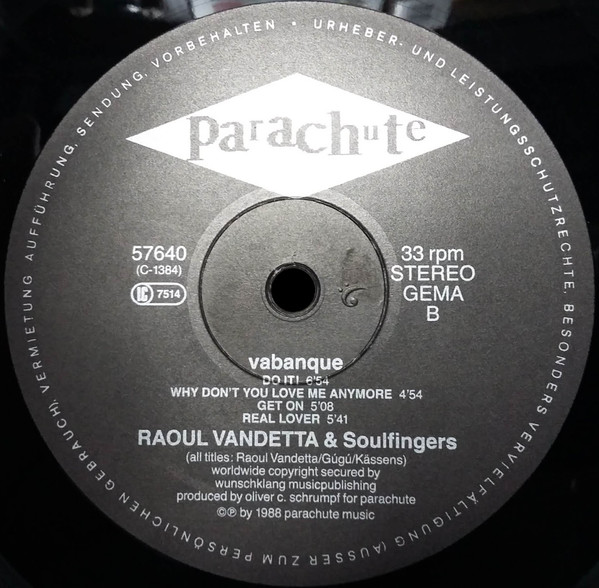 URHEBER- UND LEISTUNGSSCHUTZRECHTE, BESONDERS VERVIELFÄLTIGUNG (AUSSER ZUM PERSÖNLICHEN GEBRAUCH), VERMIETUNG AUFFÜHRUNG, SENDUNG, VORBEHALTEN •
parachute
57640
(C-1384)
LC 7514
33 rpm
STEREO
GEMA
B
vabanque
DO IT! 6'54
WHY DON'T YOU LOVE ME ANYMORE 4'54
GET ON 5'08
REAL LOVER 5'41
RAOUL VANDETTA & Soulfingers
(all titles: Raoul Vandetta/Gúgú/Kässens)
worldwide copyright secured by
wunschklang musicpublishing
produced by oliver c. schrumpf for parachute
©℗ by 1988 parachute music